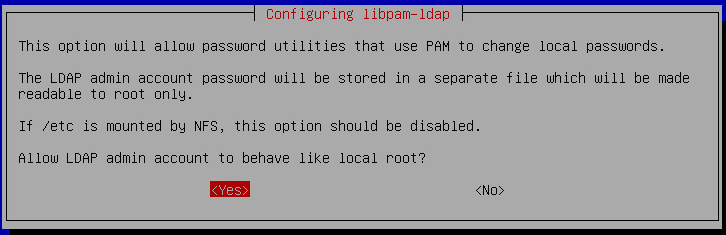 Configuring libpam-ldap
This option will allow password utilities that use PAM to change local passwords.
The LDAP admin account password will be stored in a separate file which will be made
readable to root only.
If /etc is mounted by NFS, this option should be disabled.
Allow LDAP admin account to behave like local root?
<Yes> <No>